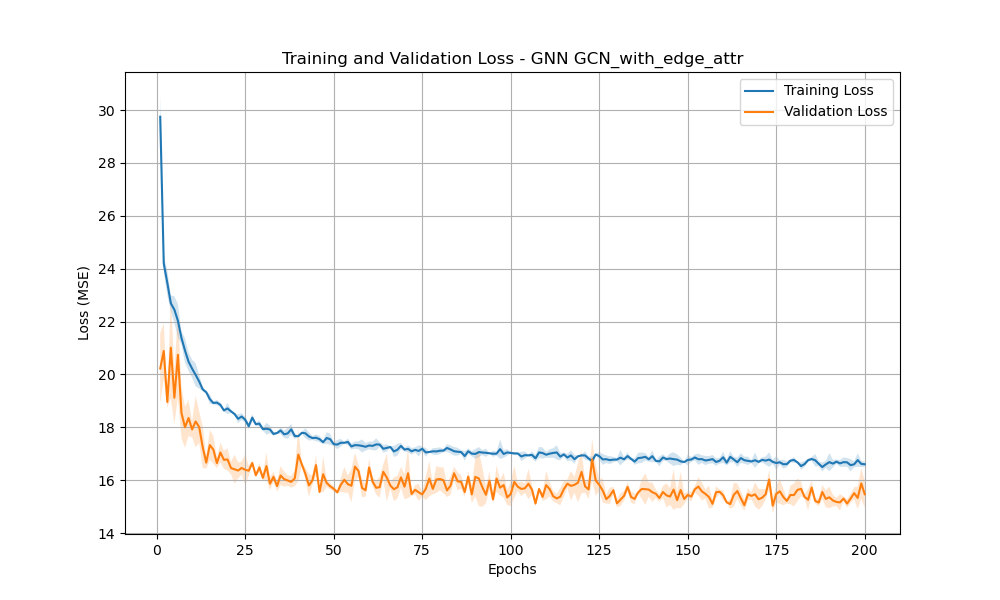 Training and Validation Loss - GNN GCN_with_edge_attr
Training Loss
Validation Loss
Loss (MSE)
30
28
26
24
22
20
18
16
14
0 25 50 75 100 125 150 175 200
Epochs